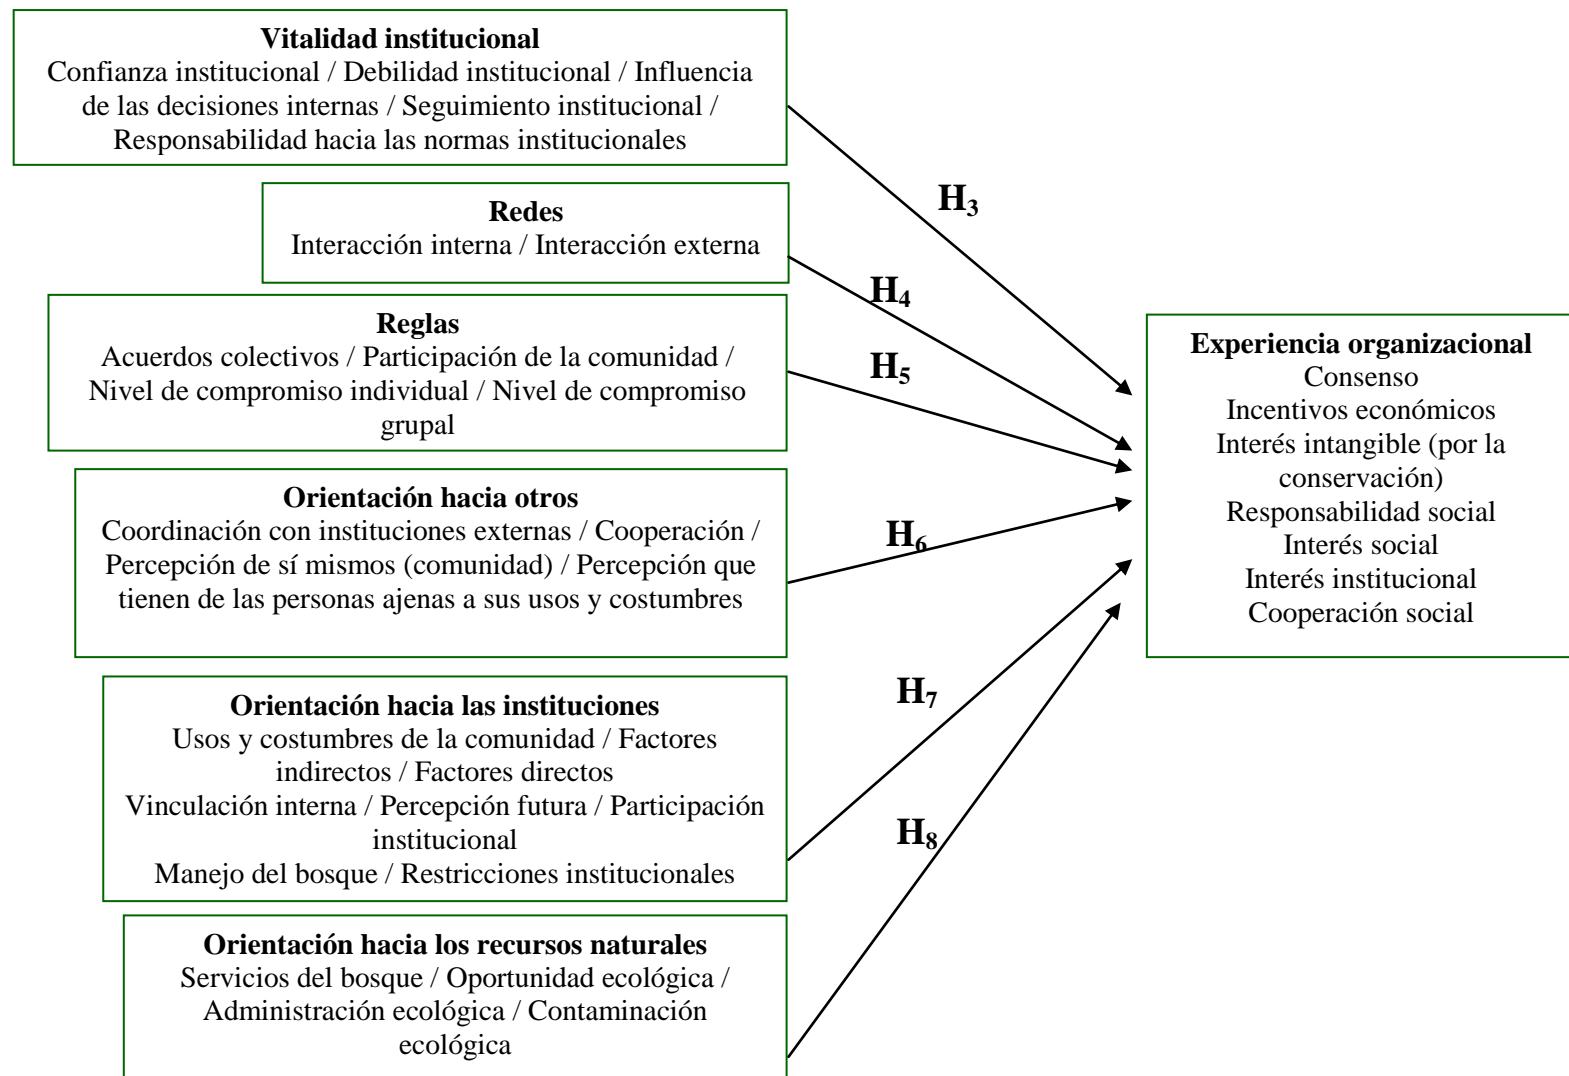 Vitalidad institucional
Confianza institucional / Debilidad institucional / Influencia
de las decisiones internas / Seguimiento institucional /
Responsabilidad hacia las normas institucionales
H3
Redes
Interacción interna / Interacción externa
H4
Reglas
Acuerdos colectivos / Participación de la comunidad /
Nivel de compromiso individual / Nivel de compromiso
grupal
H5
Orientación hacia otros
Coordinación con instituciones externas / Cooperación /
Percepción de sí mismos (comunidad) / Percepción que
tienen de las personas ajenas a sus usos y costumbres
H6
Orientación hacia las instituciones
Usos y costumbres de la comunidad / Factores
indirectos / Factores directos
Vinculación interna / Percepción futura / Participación
institucional
Manejo del bosque / Restricciones institucionales
H7
Orientación hacia los recursos naturales
Servicios del bosque / Oportunidad ecológica /
Administración ecológica / Contaminación
ecológica
H8
Experiencia organizacional
Consenso
Incentivos económicos
Interés intangible (por la
conservación)
Responsabilidad social
Interés social
Interés institucional
Cooperación social